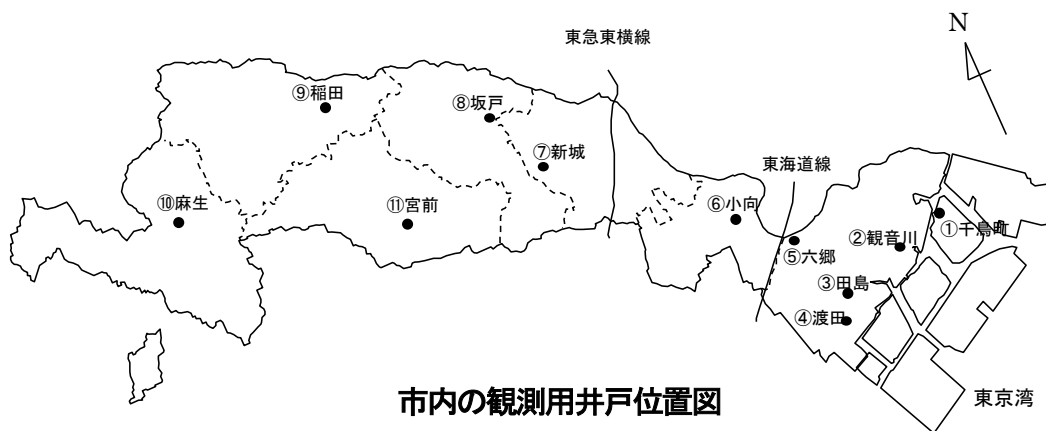 N
東急東横線
⑨稲田
⑧坂戸
⑦新城
東海道線
⑩麻生
⑪宮前
⑥小向
①千鳥町
②観音川
⑤六郷
③田島
④渡田
市内の観測用井戸位置図
東京湾